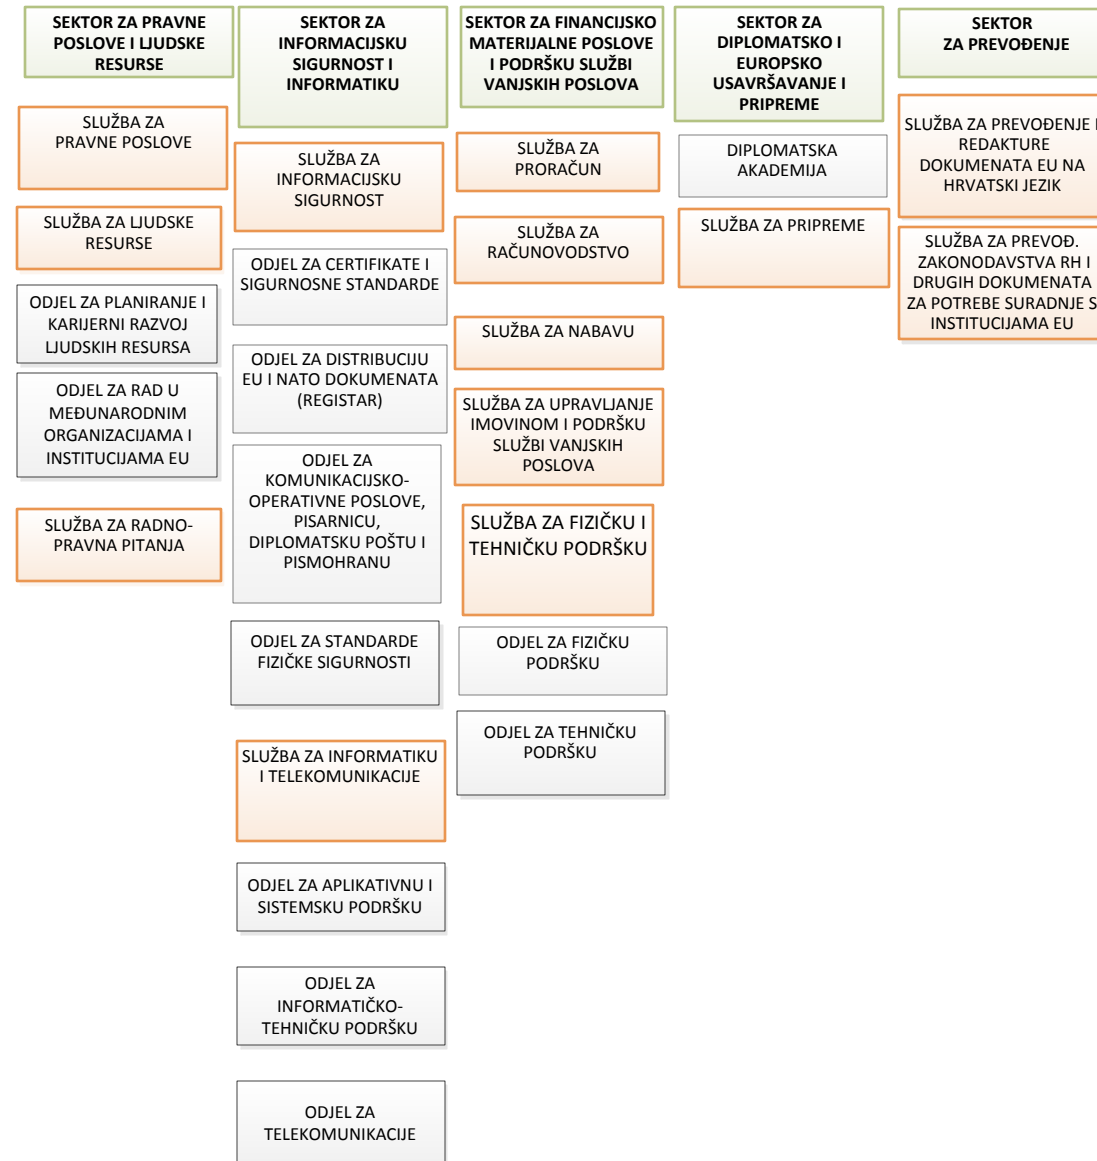 SEKTOR ZA PRAVNE
POSLOVE I LJUDSKE
RESURSE
SLUŽBA ZA
PRAVNE POSLOVE
SLUŽBA ZA LJUDSKE
RESURSE
ODJEL ZA PLANIRANJE I
KARIJERNI RAZVOJ
LJUDSKIH RESURSA
ODJEL ZA RAD U
MEĐUNARODNIM
ORGANIZACIJAMA I
INSTITUCIJAMA EU
SLUŽBA ZA RADNO-
PRAVNA PITANJA
SEKTOR ZA
INFORMACIJSKU
SIGURNOST I
INFORMATIKU
SLUŽBA ZA
INFORMACIJSKU
SIGURNOST
ODJEL ZA CERTIFIKATE I
SIGURNOSNE STANDARDE
ODJEL ZA DISTRIBUCIJU
EU I NATO DOKUMENATA
(REGISTAR)
ODJEL ZA
KOMUNIKACIJSKO-
OPERATIVNE POSLOVE,
PISARNICU,
DIPLOMATSKU POŠTU I
PISMOHRANU
ODJEL ZA STANDARDE
FIZIČKE SIGURNOSTI
SLUŽBA ZA INFORMATIKU
I TELEKOMUNIKACIJE
ODJEL ZA APLIKATIVNU I
SISTEMSKU PODRŠKU
ODJEL ZA
INFORMATIČKO-
TEHNIČKU PODRŠKU
ODJEL ZA
TELEKOMUNIKACIJE
SEKTOR ZA FINANCIJSKO
MATERIJALNE POSLOVE
I PODRŠKU SLUŽBI
VANJSKIH POSLOVA
SLUŽBA ZA
PRORAČUN
SLUŽBA ZA
RAČUNOVODSTVO
SLUŽBA ZA NABAVU
SLUŽBA ZA UPRAVLJANJE
IMOVINOM I PODRŠKU
SLUŽBI VANJSKIH
POSLOVA
SLUŽBA ZA FIZIČKU I
TEHNIČKU PODRŠKU
ODJEL ZA FIZIČKU
PODRŠKU
ODJEL ZA TEHNIČKU
PODRŠKU
SEKTOR ZA
DIPLOMATSKO I
EUROPSKO
USAVRŠAVANJE I
PRIPREME
DIPLOMATSKA
AKADEMIJA
SLUŽBA ZA PRIPREME
SEKTOR
ZA PREVOĐENJE
SLUŽBA ZA PREVOĐENJE I
REDAKTURE
DOKUMENATA EU NA
HRVATSKI JEZIK
SLUŽBA ZA PREVOĐ.
ZAKONODAVSTVA RH I
DRUGIH DOKUMENATA
ZA POTREBE SURADNJE S
INSTITUCIJAMA EU